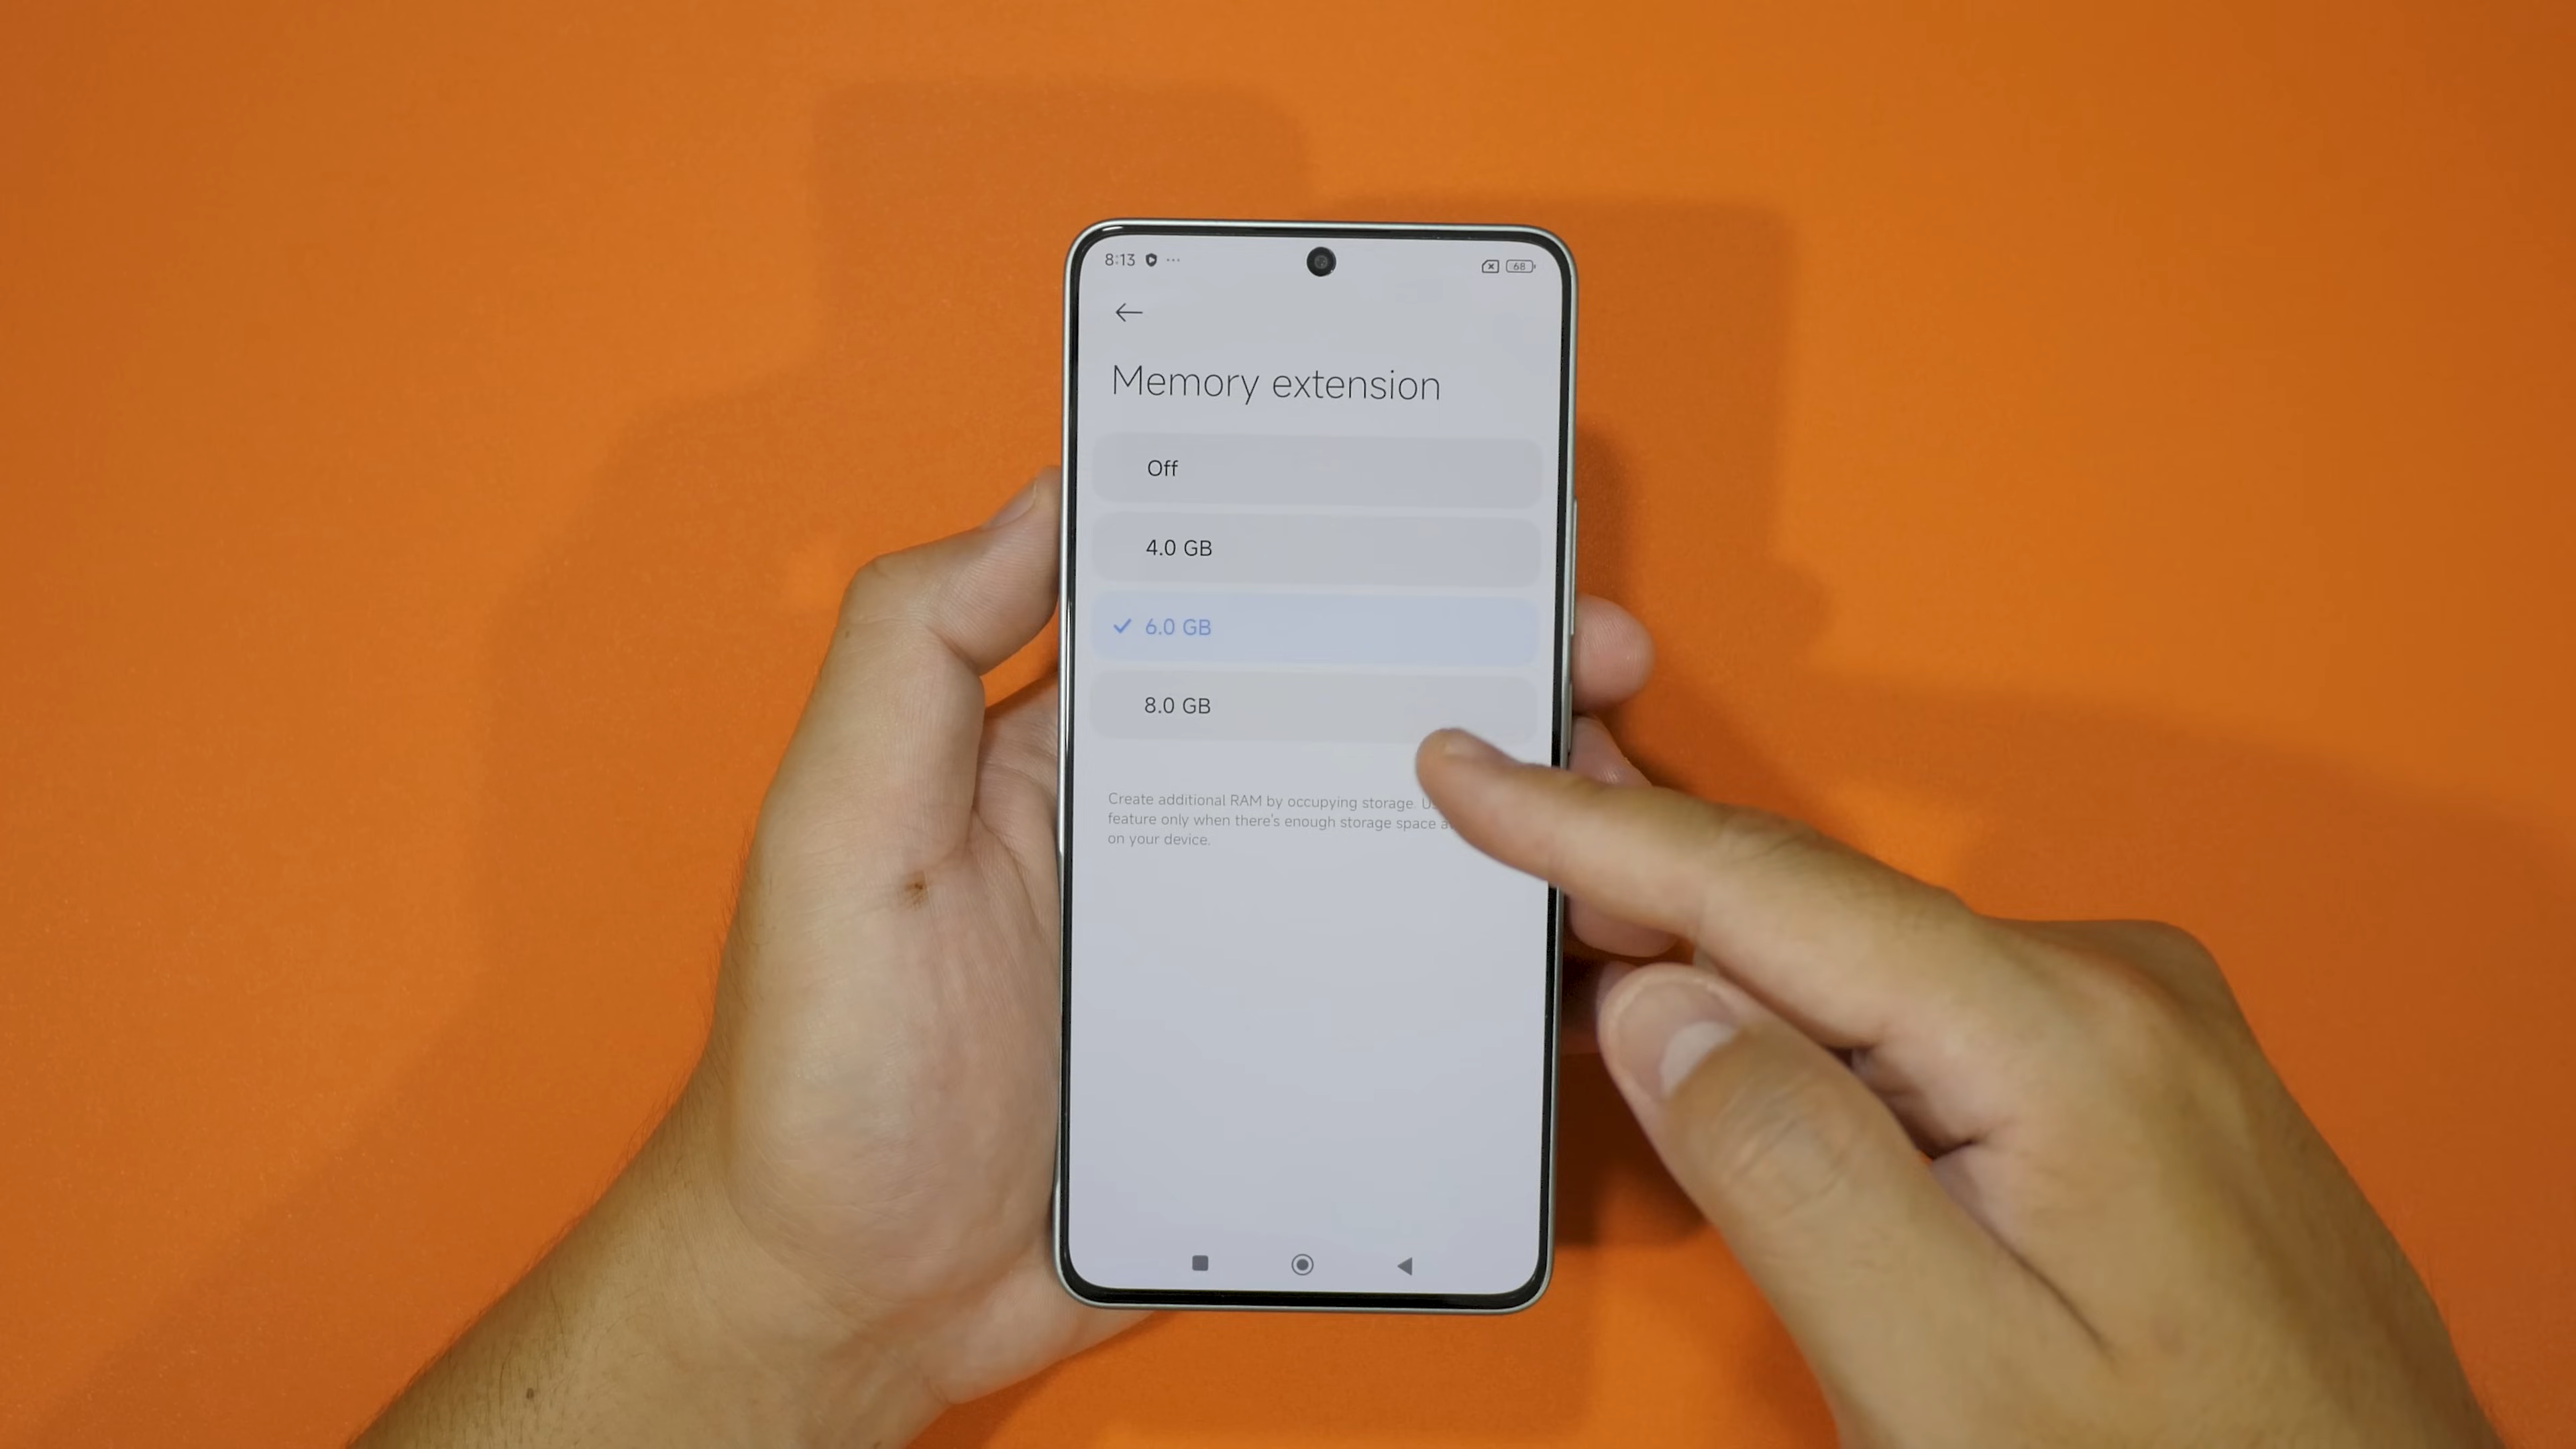 8:13 ...
68
Memory extension
Off
4.0 GB
6.0 GB
8.0 GB
Create additional RAM by occupying storage.
feature only when there's enough storage space
on your device.